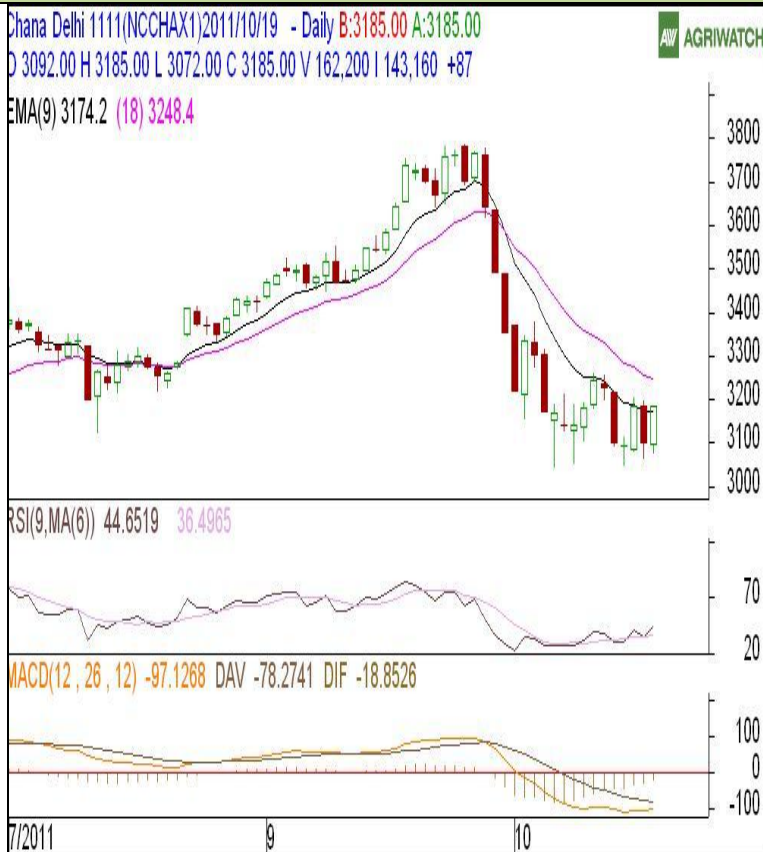 Chana Delhi 1111(NCCHAX1)2011/10/19 - Daily B:3185.00 A:3185.00
AW AGRIWATCH
O 3092.00 H 3185.00 L 3072.00 C 3185.00 V 162,200 I 143,160 +87
EMA(9) 3174.2 (18) 3248.4
3800
3700
3600
3500
3400
3300
3200
3100
3000
RSI(9,MA(6)) 44.6519 36.4965
70
20
MACD(12 , 26 , 12) -97.1268 DAV -78.2741 DIF -18.8526
100
0
-100
7/2011 9 10